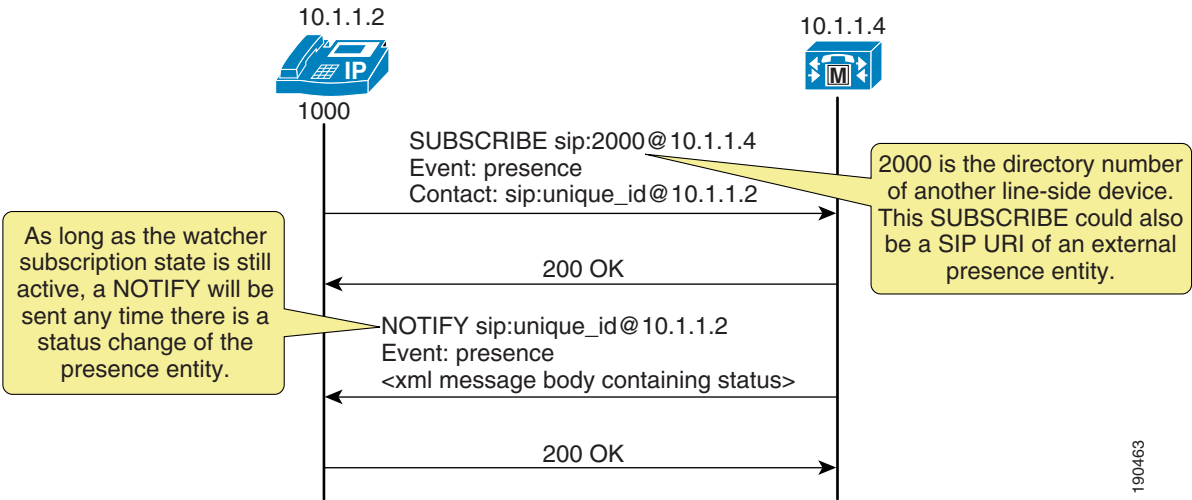 10.1.1.2
10.1.1.4
IP
M
1000
SUBSCRIBE sip:2000@10.1.1.4
Event: presence
Contact: sip:unique_id@10.1.1.2
2000 is the directory number
of another line-side device.
This SUBSCRIBE could also
be a SIP URI of an external
presence entity.
As long as the watcher
subscription state is still
active, a NOTIFY will be
sent any time there is a
status change of the
presence entity.
200 OK
NOTIFY sip:unique_id@10.1.1.2
Event: presence
<xml message body containing status>
200 OK
190463